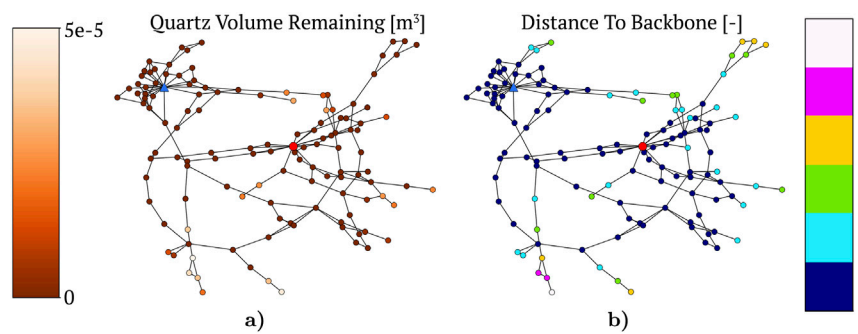 Quartz Volume Remaining [m³]
Distance To Backbone [-]
5e-5
0
a)
b)